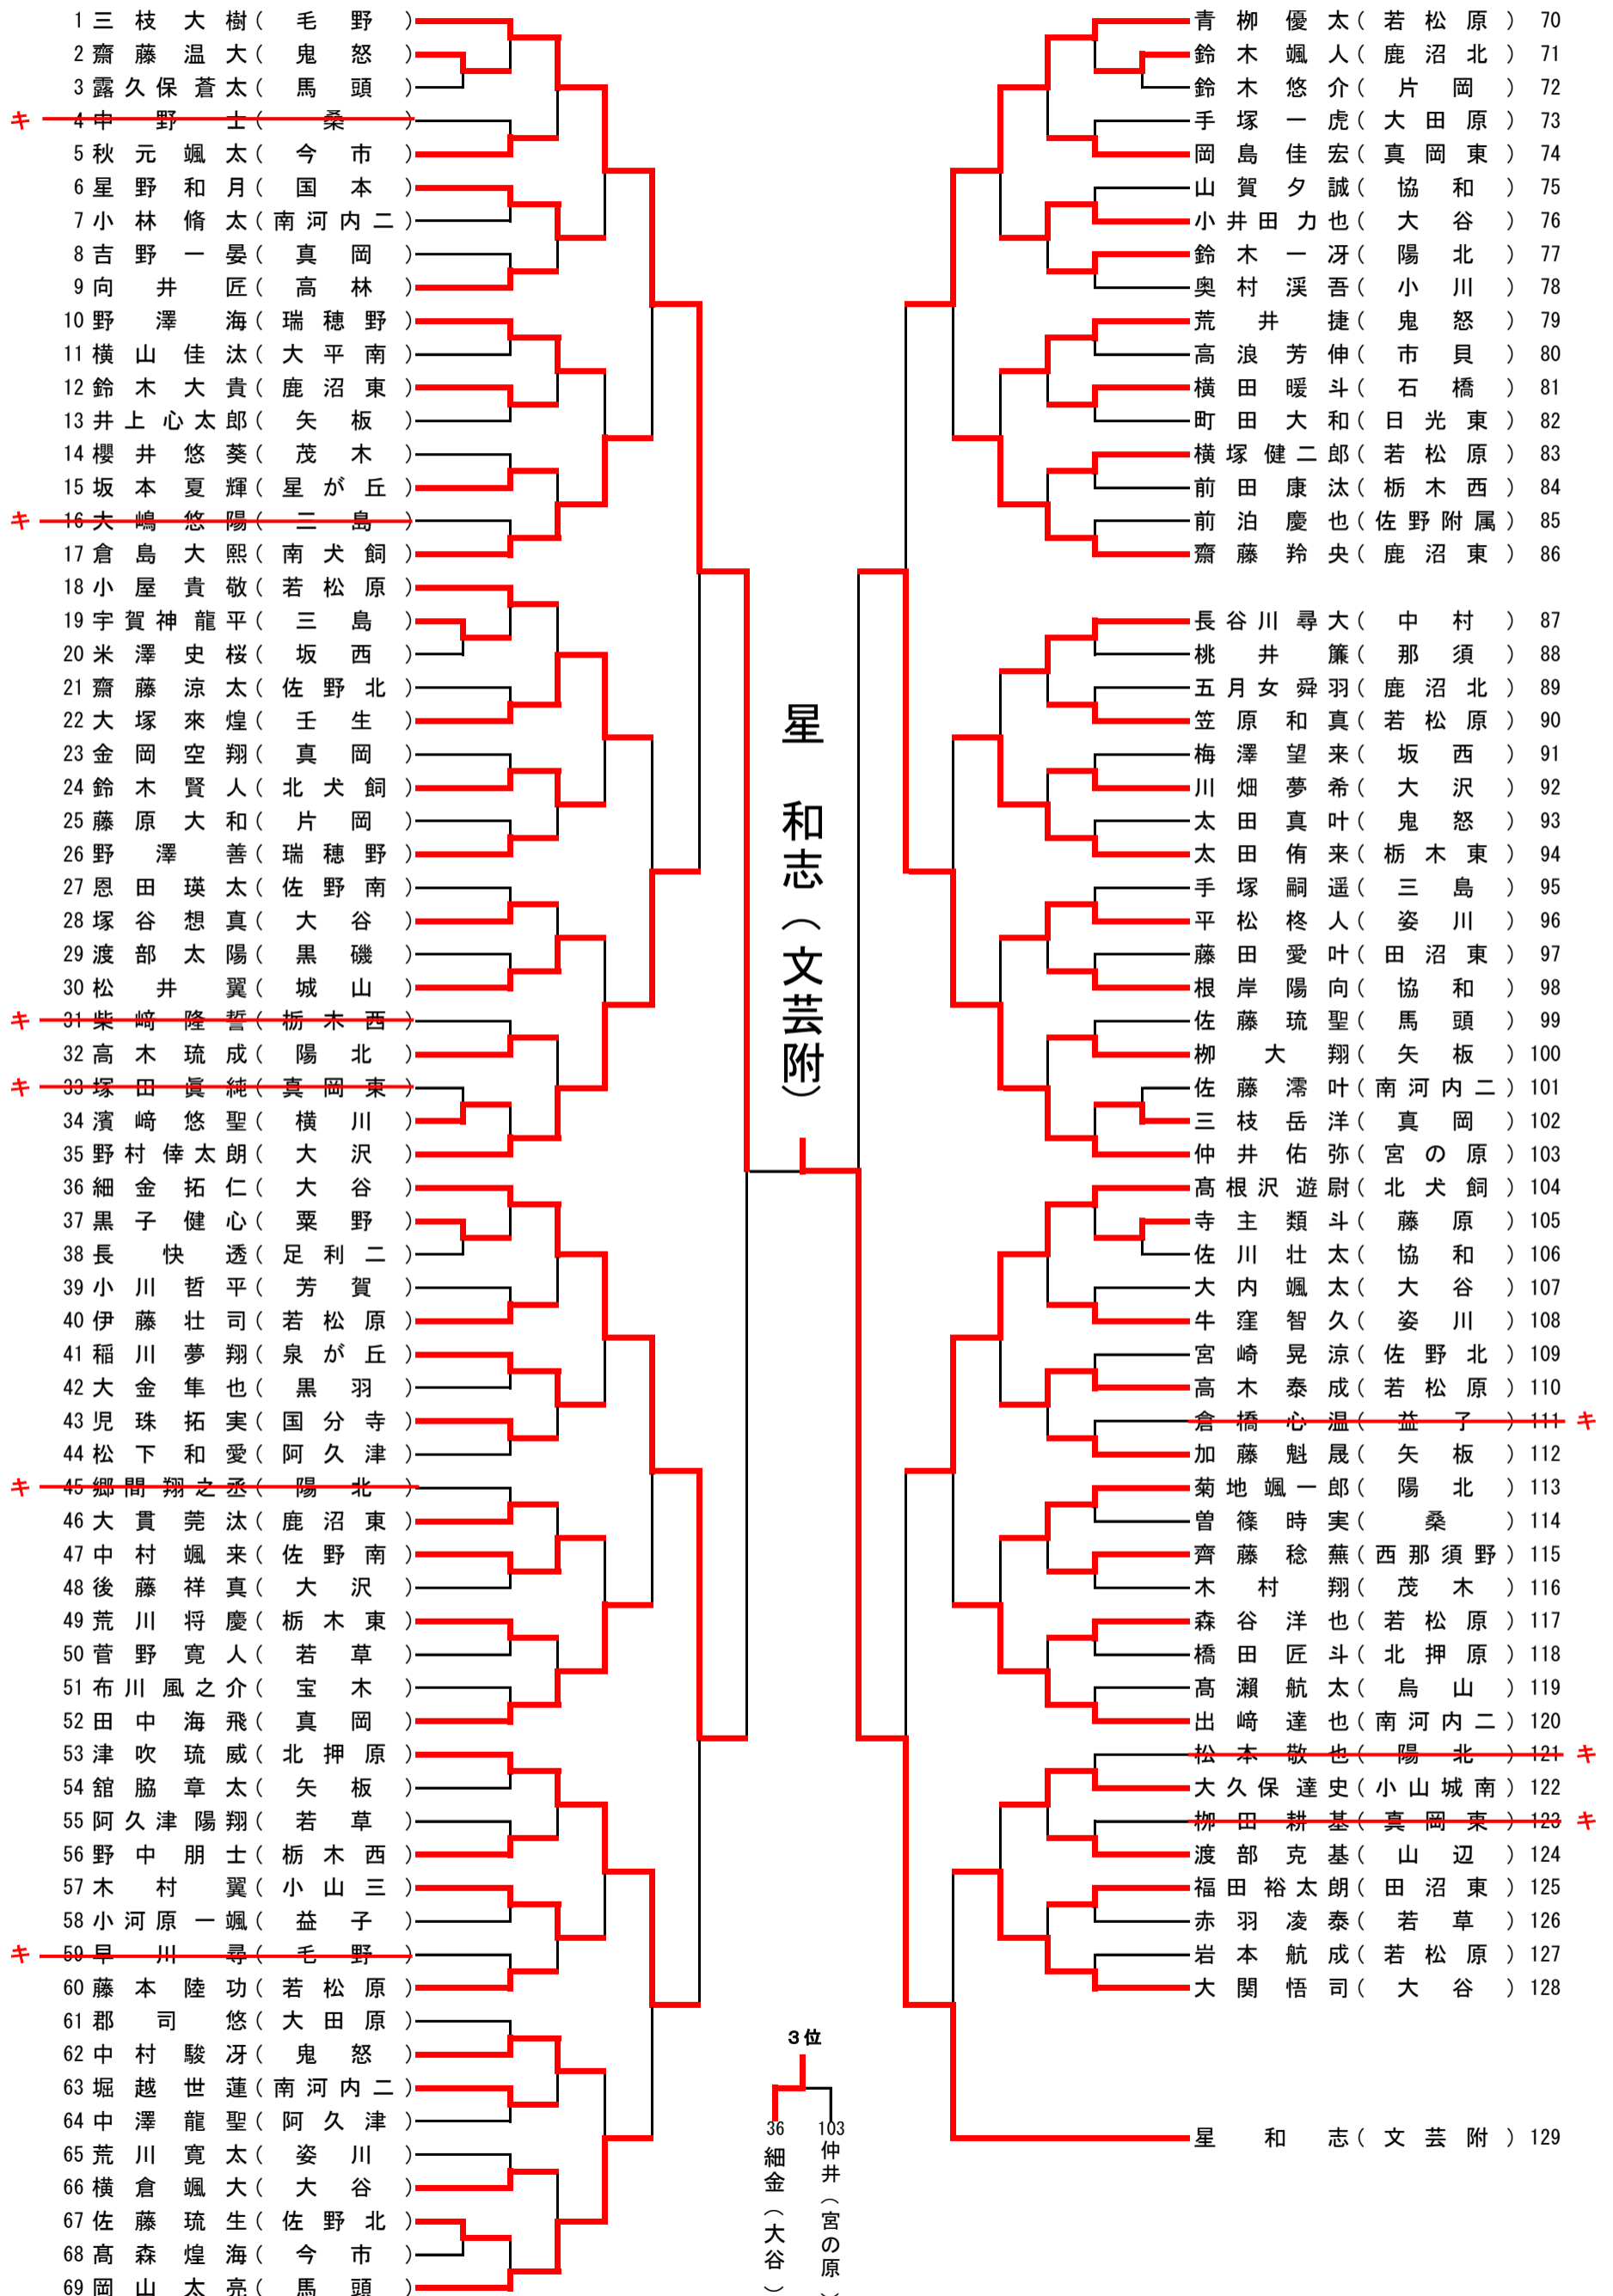 1 三枝大樹(毛野)
2 齋藤温大(鬼怒)
3 露久保蒼太(馬頭)
キ 4 申野士(桑)
5 秋元颯太(今市)
6 星野和月(国本)
7 小林脩太(南河内二)
8 吉野一晏(真岡)
9 向井匠(高林)
10 野澤海(瑞穂野)
11 横山佳汰(大平南)
12 鈴木大貴(鹿沼東)
13 井上心太郎(矢板)
14 櫻井悠葵(茂木)
15 坂本夏輝(星が丘)
キ 16 大嶋悠陽(三島)
17 倉島大熙(南犬飼)
18 小屋貴敬(若松原)
19 宇賀神龍平(三島)
20 米澤史桜(坂西)
21 齋藤涼太(佐野北)
22 大塚來煌(壬生)
23 金岡空翔(真岡)
24 鈴木賢人(北犬飼)
25 藤原大和(片岡)
26 野澤善(瑞穂野)
27 恩田瑛太(佐野南)
28 塚谷想真(大谷)
29 渡部太陽(黒磯)
30 松井翼(城山)
キ 31 柴﨑隆誓(栃木西)
32 高木琉成(陽北)
キ 33 塚田眞純(真岡東)
34 濱﨑悠聖(横川)
35 野村倖太朗(大沢)
36 細金拓仁(大谷)
37 黒子健心(粟野)
38 長快透(足利二)
39 小川哲平(芳賀)
40 伊藤壮司(若松原)
41 稲川夢翔(泉が丘)
42 大金隼也(黒羽)
43 児珠拓実(国分寺)
44 松下和愛(阿久津)
キ 45 郷間翔之丞(陽北)
46 大貫莞汰(鹿沼東)
47 中村颯来(佐野南)
48 後藤祥真(大沢)
49 荒川将慶(栃木東)
50 菅野寛人(若草)
51 布川風之介(宝木)
52 田中海飛(真岡)
53 津吹琉威(北押原)
54 舘脇章太(矢板)
55 阿久津陽翔(若草)
56 野中朋士(栃木西)
57 木村翼(小山三)
58 小河原一颯(益子)
キ 59 早川尋(毛野)
60 藤本陸功(若松原)
61 郡司悠(大田原)
62 中村駿冴(鬼怒)
63 堀越世蓮(南河内二)
64 中澤龍聖(阿久津)
65 荒川寛太(姿川)
66 横倉颯大(大谷)
67 佐藤琉生(佐野北)
68 髙森煌海(今市)
69 岡山太亮(馬頭)
星 和志(文芸附)
3位
36 細金(大谷)
103 仲井(宮の原)
青栁優太(若松原) 70
鈴木颯人(鹿沼北) 71
鈴木悠介(片岡) 72
手塚一虎(大田原) 73
岡島佳宏(真岡東) 74
山賀夕誠(協和) 75
小井田力也(大谷) 76
鈴木一冴(陽北) 77
奥村渓吾(小川) 78
荒井捷(鬼怒) 79
高浪芳伸(市貝) 80
横田暖斗(石橋) 81
町田大和(日光東) 82
横塚健二郎(若松原) 83
前田康汰(栃木西) 84
前泊慶也(佐野附属) 85
齋藤羚央(鹿沼東) 86
長谷川尋大(中村) 87
桃井簾(那須) 88
五月女舜羽(鹿沼北) 89
笠原和真(若松原) 90
梅澤望来(坂西) 91
川畑夢希(大沢) 92
太田真叶(鬼怒) 93
太田侑来(栃木東) 94
手塚嗣遥(三島) 95
平松柊人(姿川) 96
藤田愛叶(田沼東) 97
根岸陽向(協和) 98
佐藤琉聖(馬頭) 99
栁大翔(矢板) 100
佐藤澪叶(南河内二) 101
三枝岳洋(真岡) 102
仲井佑弥(宮の原) 103
髙根沢遊尉(北犬飼) 104
寺主類斗(藤原) 105
佐川壮太(協和) 106
大内颯太(大谷) 107
牛窪智久(姿川) 108
宮崎晃涼(佐野北) 109
高木泰成(若松原) 110
倉橋心温(益子) 111 キ
加藤魁晟(矢板) 112
菊地颯一郎(陽北) 113
曽篠時実(桑) 114
齊藤稔蕪(西那須野) 115
木村翔(茂木) 116
森谷洋也(若松原) 117
橋田匠斗(北押原) 118
髙瀨航太(烏山) 119
出﨑達也(南河内二) 120
松本敬也(陽北) 121 キ
大久保達史(小山城南) 122
栁田耕基(真岡東) 123 キ
渡部克基(山辺) 124
福田裕太朗(田沼東) 125
赤羽凌泰(若草) 126
岩本航成(若松原) 127
大関悟司(大谷) 128
星和志(文芸附) 129